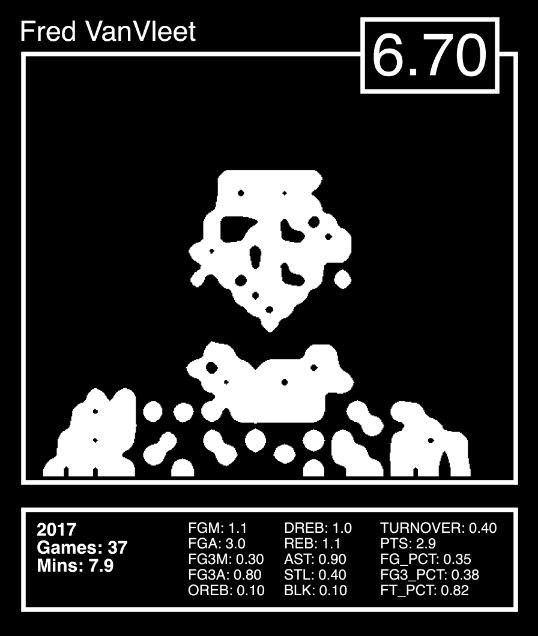 Fred VanVleet
6.70
2017
Games: 37
Mins: 7.9
FGM: 1.1
FGA: 3.0
FG3M: 0.30
FG3A: 0.80
OREB: 0.10
DREB: 1.0
REB: 1.1
AST: 0.90
STL: 0.40
BLK: 0.10
TURNOVER: 0.40
PTS: 2.9
FG_PCT: 0.35
FG3_PCT: 0.38
FT_PCT: 0.82